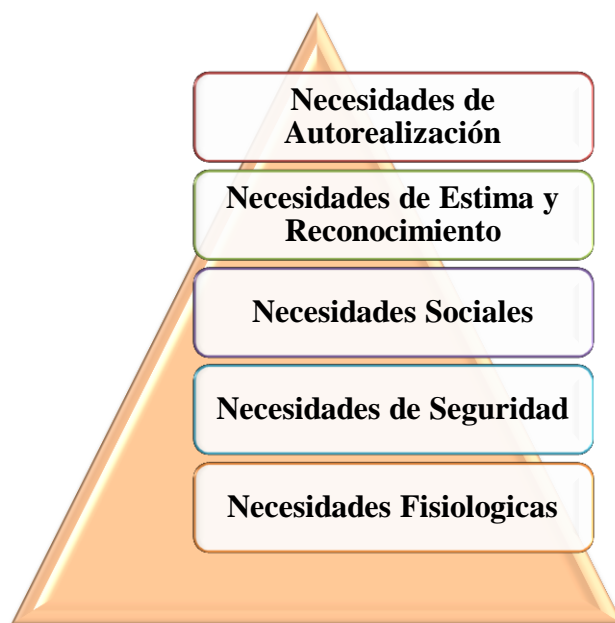 Necesidades de
Autorealización
Necesidades de Estima y
Reconocimiento
Necesidades Sociales
Necesidades de Seguridad
Necesidades Fisiologicas